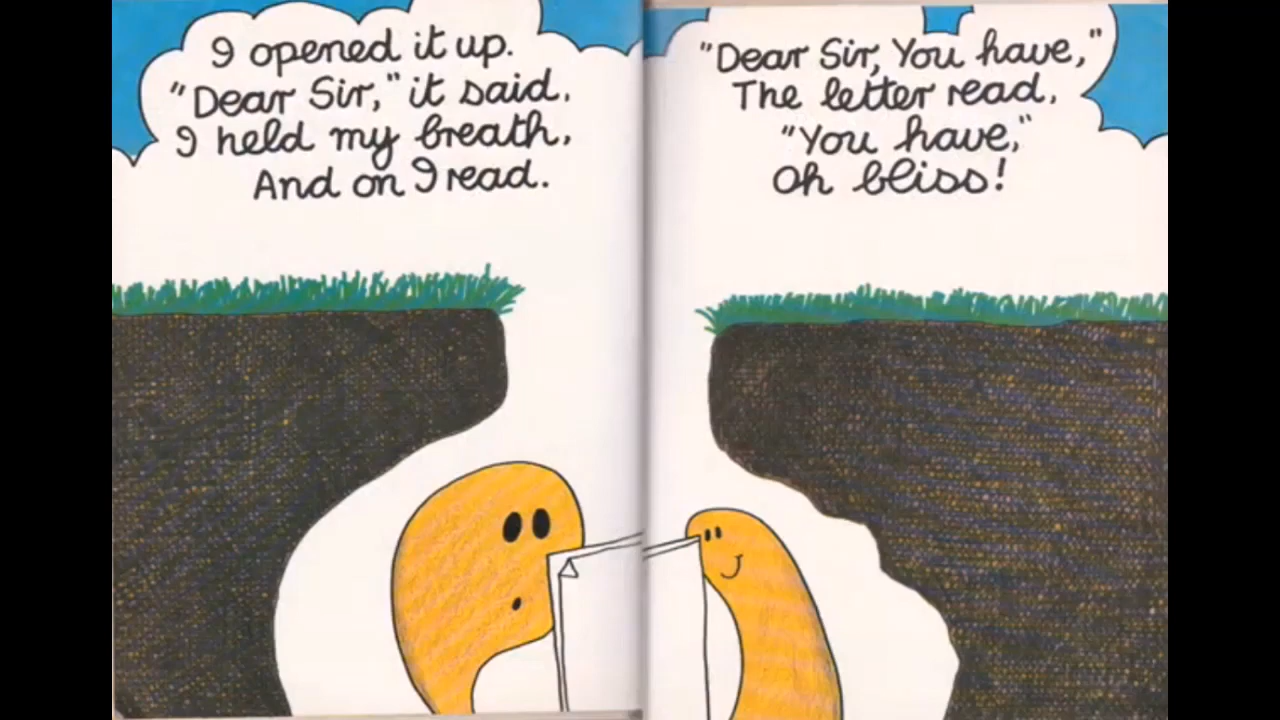 I opened it up.
"Dear Sir," it said.
I held my breath,
And on I read.
"Dear Sir, You have,"
The letter read,
"You have,"
Oh bliss!